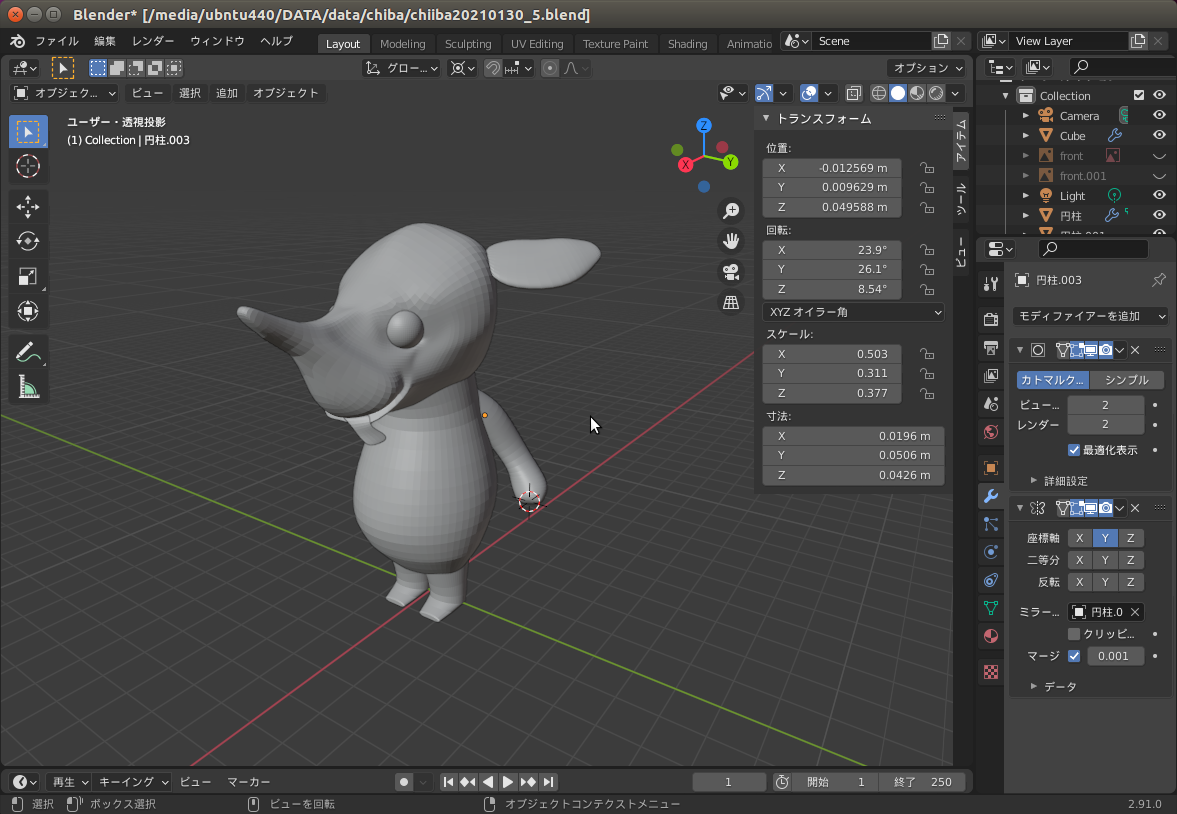 Blender* [/media/ubntu440/DATA/data/chiba/chiiba20210130_5.blend]
ファイル 編集 レンダー ウィンドウ ヘルプ Layout Modeling Sculpting UV Editing Texture Paint Shading Animatio Scene View Layer
グロー... オプション
オブジェク... ビュー 選択 追加 オブジェクト
ユーザー・透視投影
(1) Collection | 円柱.003
Z
Y
X
トランスフォーム
位置:
X -0.012569 m
Y 0.009629 m
Z 0.049588 m
回転:
X 23.9°
Y 26.1°
Z 8.54°
XYZ オイラー角
スケール:
X 0.503
Y 0.311
Z 0.377
寸法:
X 0.0196 m
Y 0.0506 m
Z 0.0426 m
アイテム
ツール
ビュー
Collection
Camera
Cube
front
front.001
Light
円柱
円柱.001
円柱.003
モディファイアーを追加
カトマルク... シンプル
ビュー... 2
レンダー 2
最適化表示
詳細設定
座標軸 X Y Z
二等分 X Y Z
反転 X Y Z
ミラー... 円柱.0
クリッピ...
マージ 0.001
データ
再生 キーイング ビュー マーカー 1 開始 1 終了 250
選択 ボックス選択 ビューを回転 オブジェクトコンテクストメニュー 2.91.0